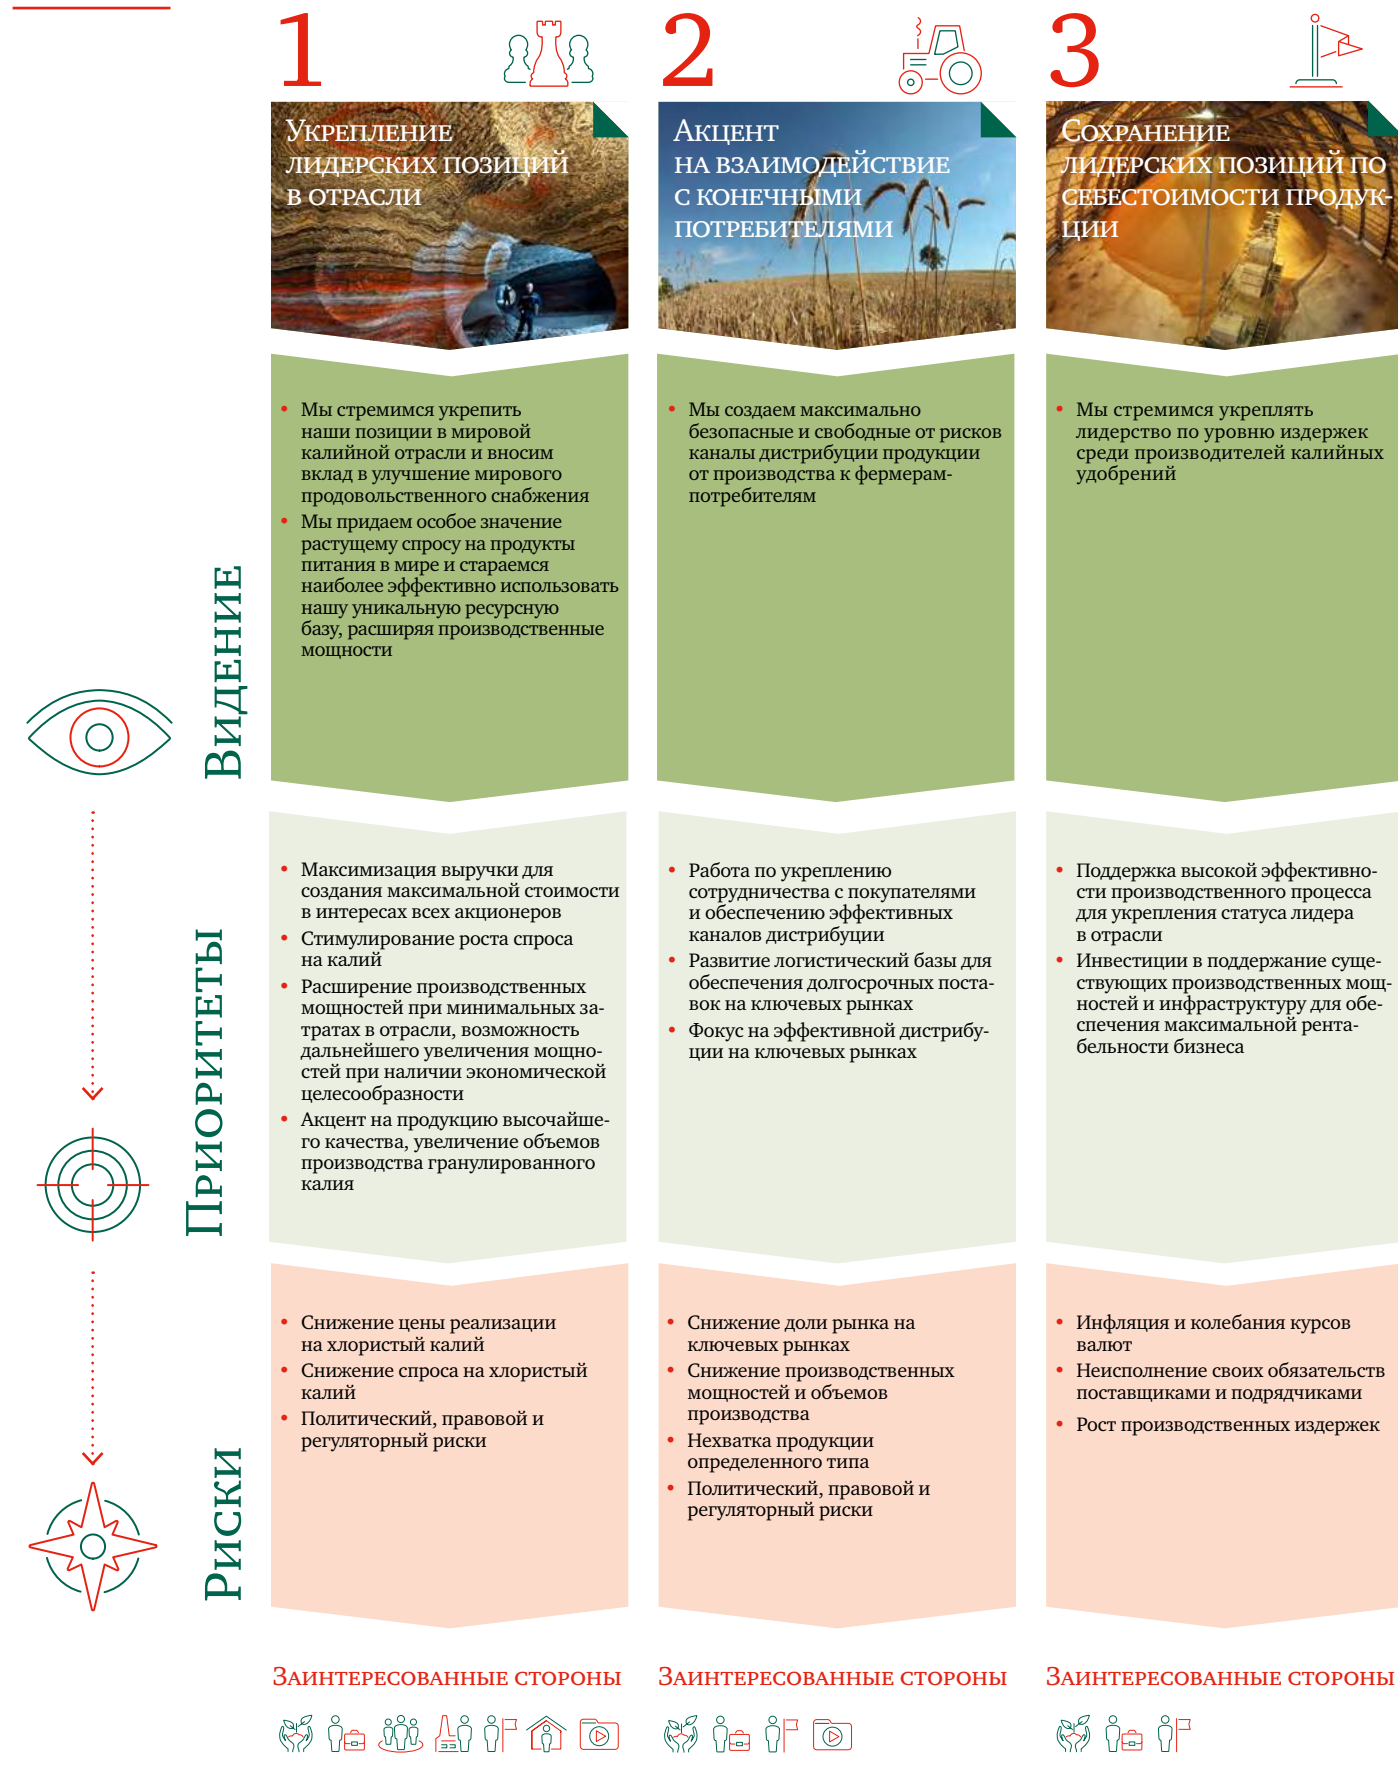 1
Укрепление
лидерских позиций
в отрасли
Видение
• Мы стремимся укрепить
наши позиции в мировой
калийной отрасли и вносим
вклад в улучшение мирового
продовольственного снабжения
• Мы придаем особое значение
растущему спросу на продукты
питания в мире и стараемся
наиболее эффективно использовать
нашу уникальную ресурсную
базу, расширяя производственные
мощности
Приоритеты
• Максимизация выручки для
создания максимальной стоимости
в интересах всех акционеров
• Стимулирование роста спроса
на калий
• Расширение производственных
мощностей при минимальных за-
тратах в отрасли, возможность
дальнейшего увеличения мощно-
стей при наличии экономической
целесообразности
• Акцент на продукцию высочайше-
го качества, увеличение объемов
производства гранулированного
калия
Риски
• Снижение цены реализации
на хлористый калий
• Снижение спроса на хлористый
калий
• Политический, правовой и
регуляторный риски
Заинтересованные стороны
2
Акцент
на взаимодействие
с конечными
потребителями
• Мы создаем максимально
безопасные и свободные от рисков
каналы дистрибуции продукции
от производства к фермерам-
потребителям
• Работа по укреплению
сотрудничества с покупателями
и обеспечению эффективных
каналов дистрибуции
• Развитие логистический базы для
обеспечения долгосрочных поста-
вок на ключевых рынках
• Фокус на эффективной дистрибу-
ции на ключевых рынках
• Снижение доли рынка на
ключевых рынках
• Снижение производственных
мощностей и объемов
производства
• Нехватка продукции
определенного типа
• Политический, правовой и
регуляторный риски
Заинтересованные стороны
3
Сохранение
лидерских позиций по
себестоимости продук-
ции
• Мы стремимся укреплять
лидерство по уровню издержек
среди производителей калийных
удобрений
• Поддержка высокой эффективно-
сти производственного процесса
для укрепления статуса лидера
в отрасли
• Инвестиции в поддержание суще-
ствующих производственных мощ-
ностей и инфраструктуру для обе-
спечения максимальной рента-
бельности бизнеса
• Инфляция и колебания курсов
валют
• Неисполнение своих обязательств
поставщиками и подрядчиками
• Рост производственных издержек
Заинтересованные стороны